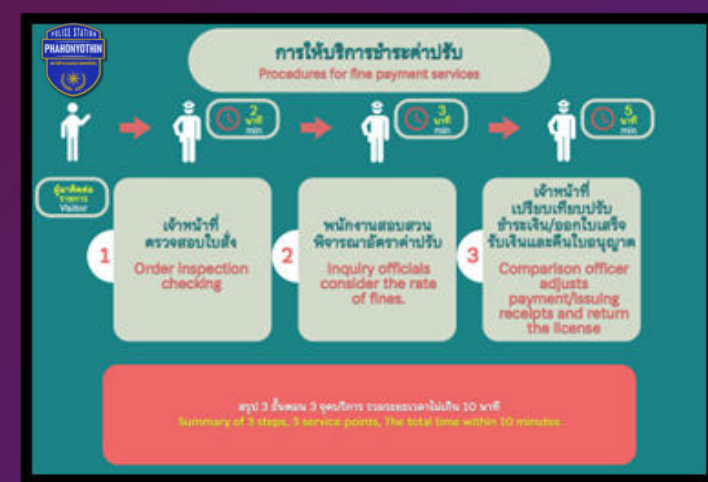 POLICE STATION
PHAHONYOTHIN
การให้บริการชำระค่าปรับ
Procedures for fine payment services
2
นาที
min
3
นาที
min
5
นาที
min
ผู้มาติดต่อ
ราชการ
Visitor
1
เจ้าหน้าที่
ตรวจสอบใบสั่ง
Order inspection
checking
2
พนักงานสอบสวน
พิจารณาอัตราค่าปรับ
Inquiry officials
consider the rate
of fines.
3
เจ้าหน้าที่
เปรียบเทียบปรับ
ชำระเงิน/ออกใบเสร็จ
รับเงินและคืนใบอนุญาต
Comparison officer
adjusts
payment/issuing
receipts and return
the license
สรุป 3 ขั้นตอน 3 จุดบริการ รวมระยะเวลาไม่เกิน 10 นาที
Summary of 3 steps, 3 service points, The total time within 10 minutes